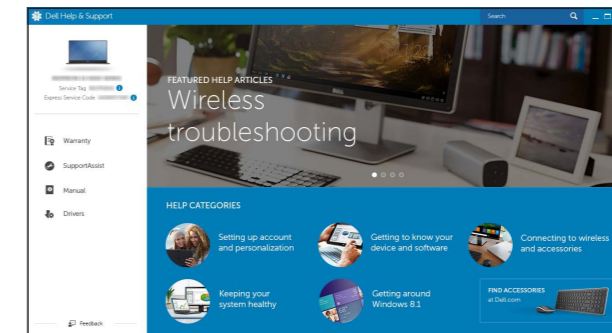 Dell Help & Support
Search
Service Tag
Express Service Code
Warranty
SupportAssist
Manual
Drivers
Feedback
FEATURED HELP ARTICLES
Wireless
troubleshooting
HELP CATEGORIES
Setting up account
and personalization
Getting to know your
device and software
Connecting to wireless
and accessories
Keeping your
system healthy
Getting around
Windows 8.1
FIND ACCESSORIES
at Dell.com